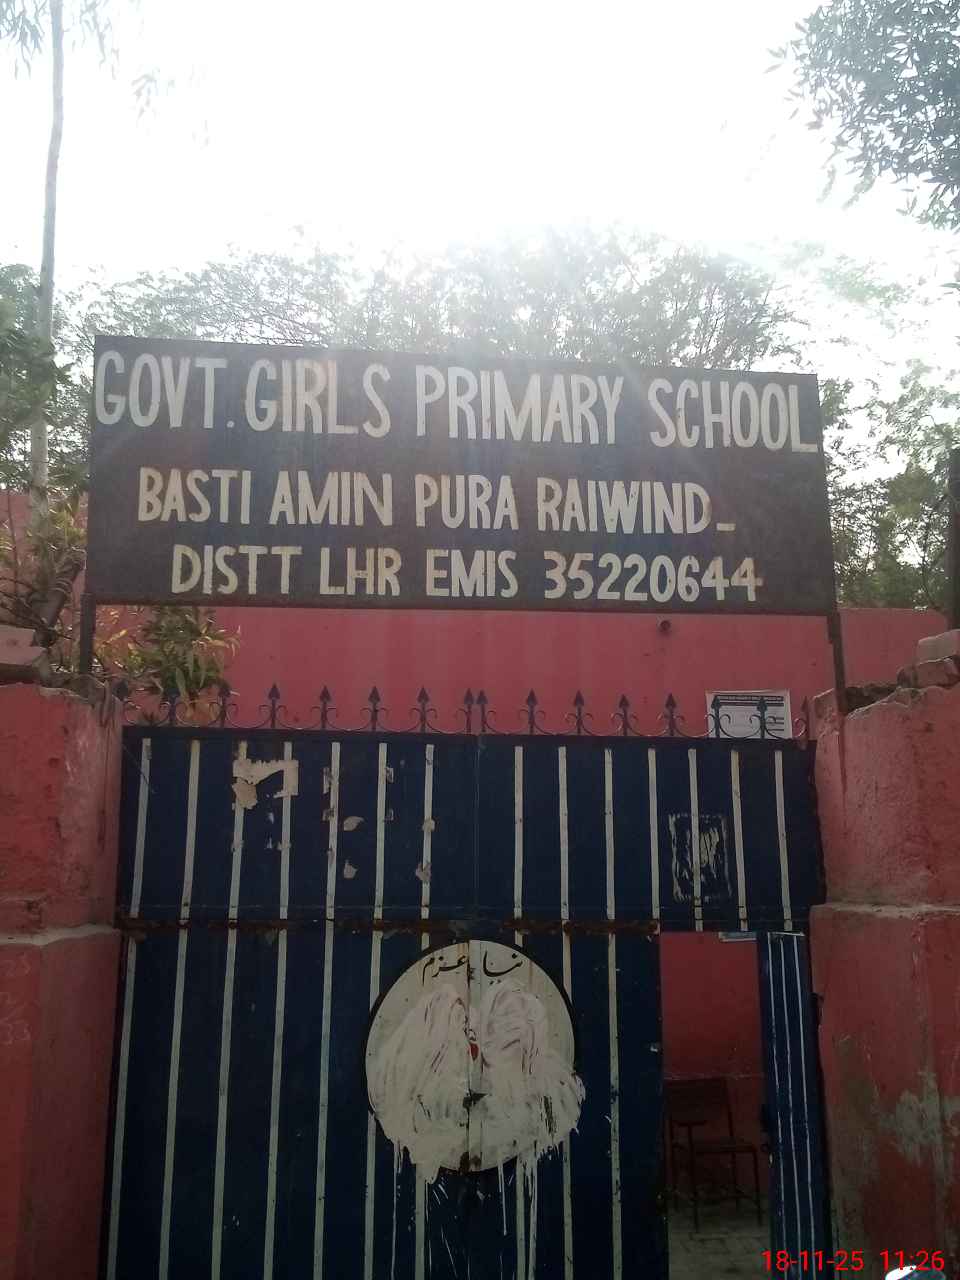 GOVT. GIRLS PRIMARY SCHOOL
BASTI AMIN PURA RAIWIND_
DISTT LHR EMIS 35220644
نیا عزم
18-11-25 11:26